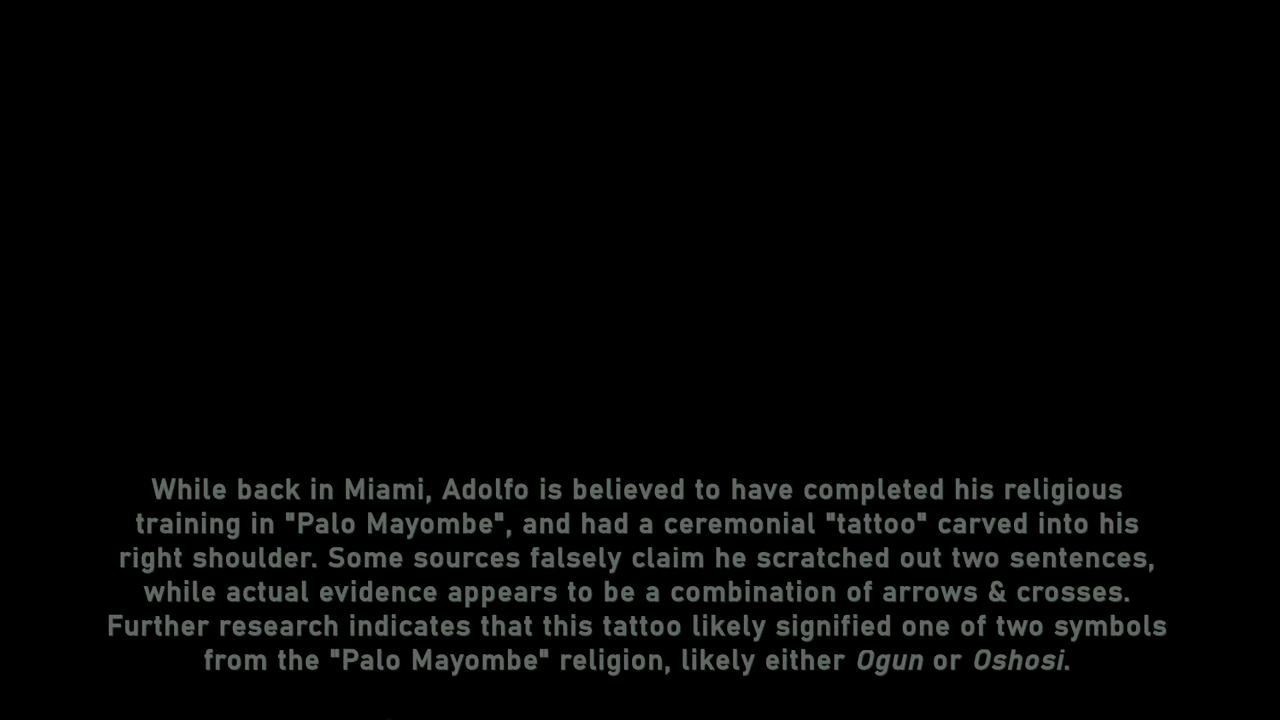 While back in Miami, Adolfo is believed to have completed his religious
training in "Palo Mayombe", and had a ceremonial "tattoo" carved into his
right shoulder. Some sources falsely claim he scratched out two sentences,
while actual evidence appears to be a combination of arrows & crosses.
Further research indicates that this tattoo likely signified one of two symbols
from the "Palo Mayombe" religion, likely either Ogun or Oshosi.